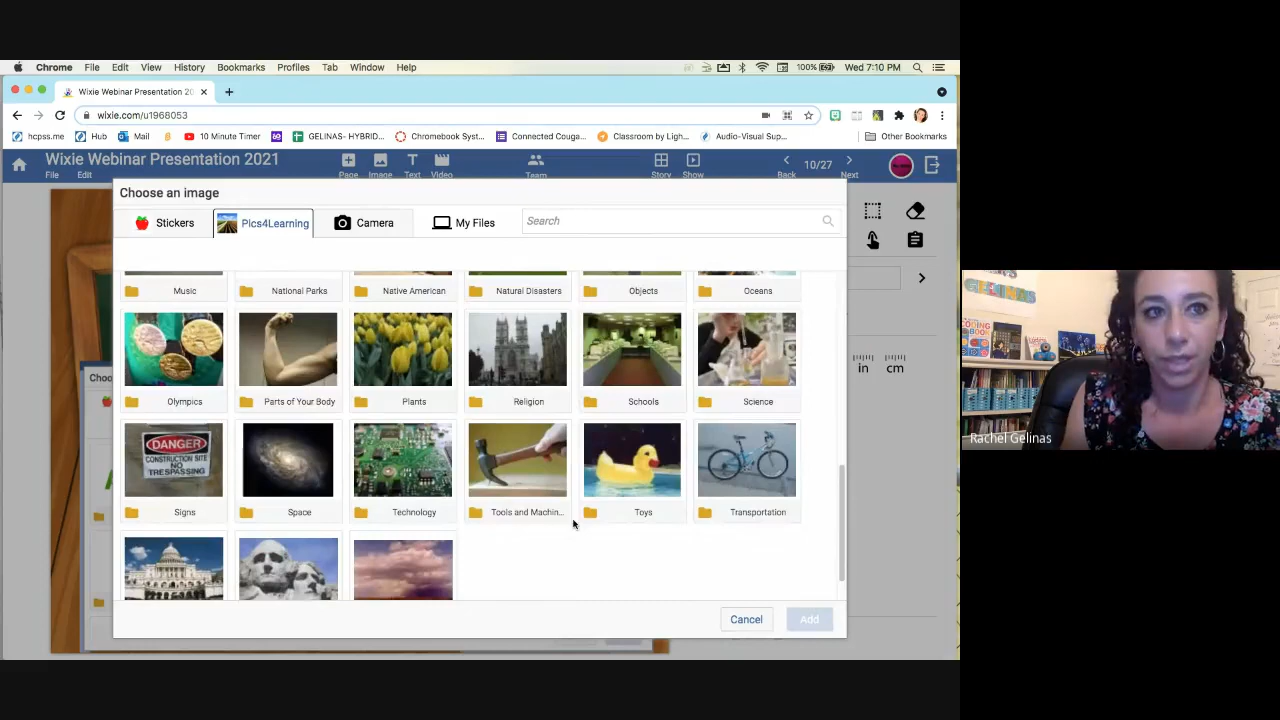 Chrome File Edit View History Bookmarks Profiles Tab Window Help 100% Wed 7:10 PM
Wixie Webinar Presentation 20
wixie.com/u1968053
hcpss.me Hub Mail 10 Minute Timer GELINAS- HYBRID... Chromebook Syst... Connected Couga... Classroom by Ligh... Audio-Visual Sup... Other Bookmarks
Wixie Webinar Presentation 2021
File Edit Page Image Text Video Team Story Show Back 10/27 Next
Choose an image
Stickers Pics4Learning Camera My Files Search
Music National Parks Native American Natural Disasters Objects Oceans
Olympics Parts of Your Body Plants Religion Schools Science
DANGER
CONSTRUCTION SITE
NO
TRESPASSING
Signs Space Technology Tools and Machin... Toys Transportation
Cancel Add
Choo
in cm
GELINAS
CODING
BOOK
Rachel Gelinas